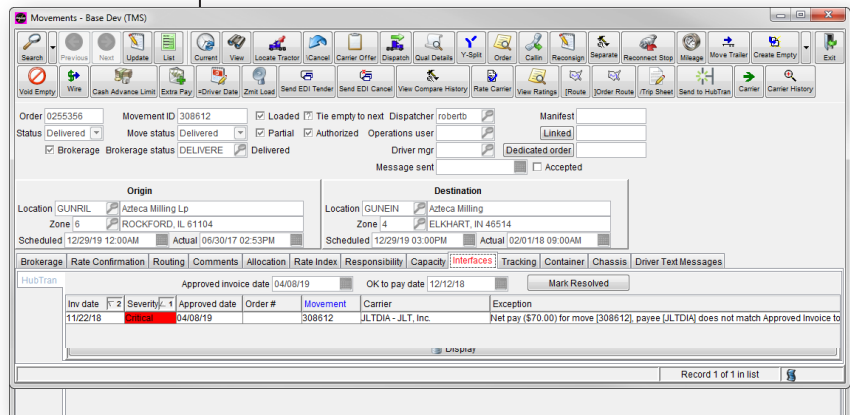 Movements - Base Dev (TMS)
Search Previous Next Update List Current View Locate Tractor !Cancel Carrier Offer Dispatch Qual Details Y-Split Order Callin Reconsign Separate Reconnect Stop Mileage Move Trailer Create Empty Exit
Void Empty Wire Cash Advance Limit Extra Pay =Driver Date Zmit Load Send EDI Tender Send EDI Cancel View Compare History Rate Carrier View Ratings [Route ]Order Route /Trip Sheet Send to HubTran Carrier Carrier History
Order 0255356 Movement ID 308612 Loaded ? Tie empty to next Dispatcher robertb Manifest
Status Delivered Move status Delivered Partial Authorized Operations user Linked
Brokerage Brokerage status DELIVERE Delivered Driver mgr Dedicated order
Message sent Accepted
Origin Destination
Location GUNRIL Azteca Milling Lp Location GUNEIN Azteca Milling
Zone 6 ROCKFORD, IL 61104 Zone 4 ELKHART, IN 46514
Scheduled 12/29/19 12:00AM Actual 06/30/17 02:53PM Scheduled 12/29/19 03:00PM Actual 02/01/18 09:00AM
Brokerage Rate Confirmation Routing Comments Allocation Rate Index Responsibility Capacity Interfaces Tracking Container Chassis Driver Text Messages
HubTran Approved invoice date 04/08/19 OK to pay date 12/12/18 Mark Resolved
Inv date 2 Severity 1 Approved date Order # Movement Carrier Exception
11/22/18 Critical 04/08/19 308612 JLTDIA - JLT, Inc. Net pay ($70.00) for move [308612], payee [JLTDIA] does not match Approved Invoice to
Display
Record 1 of 1 in list